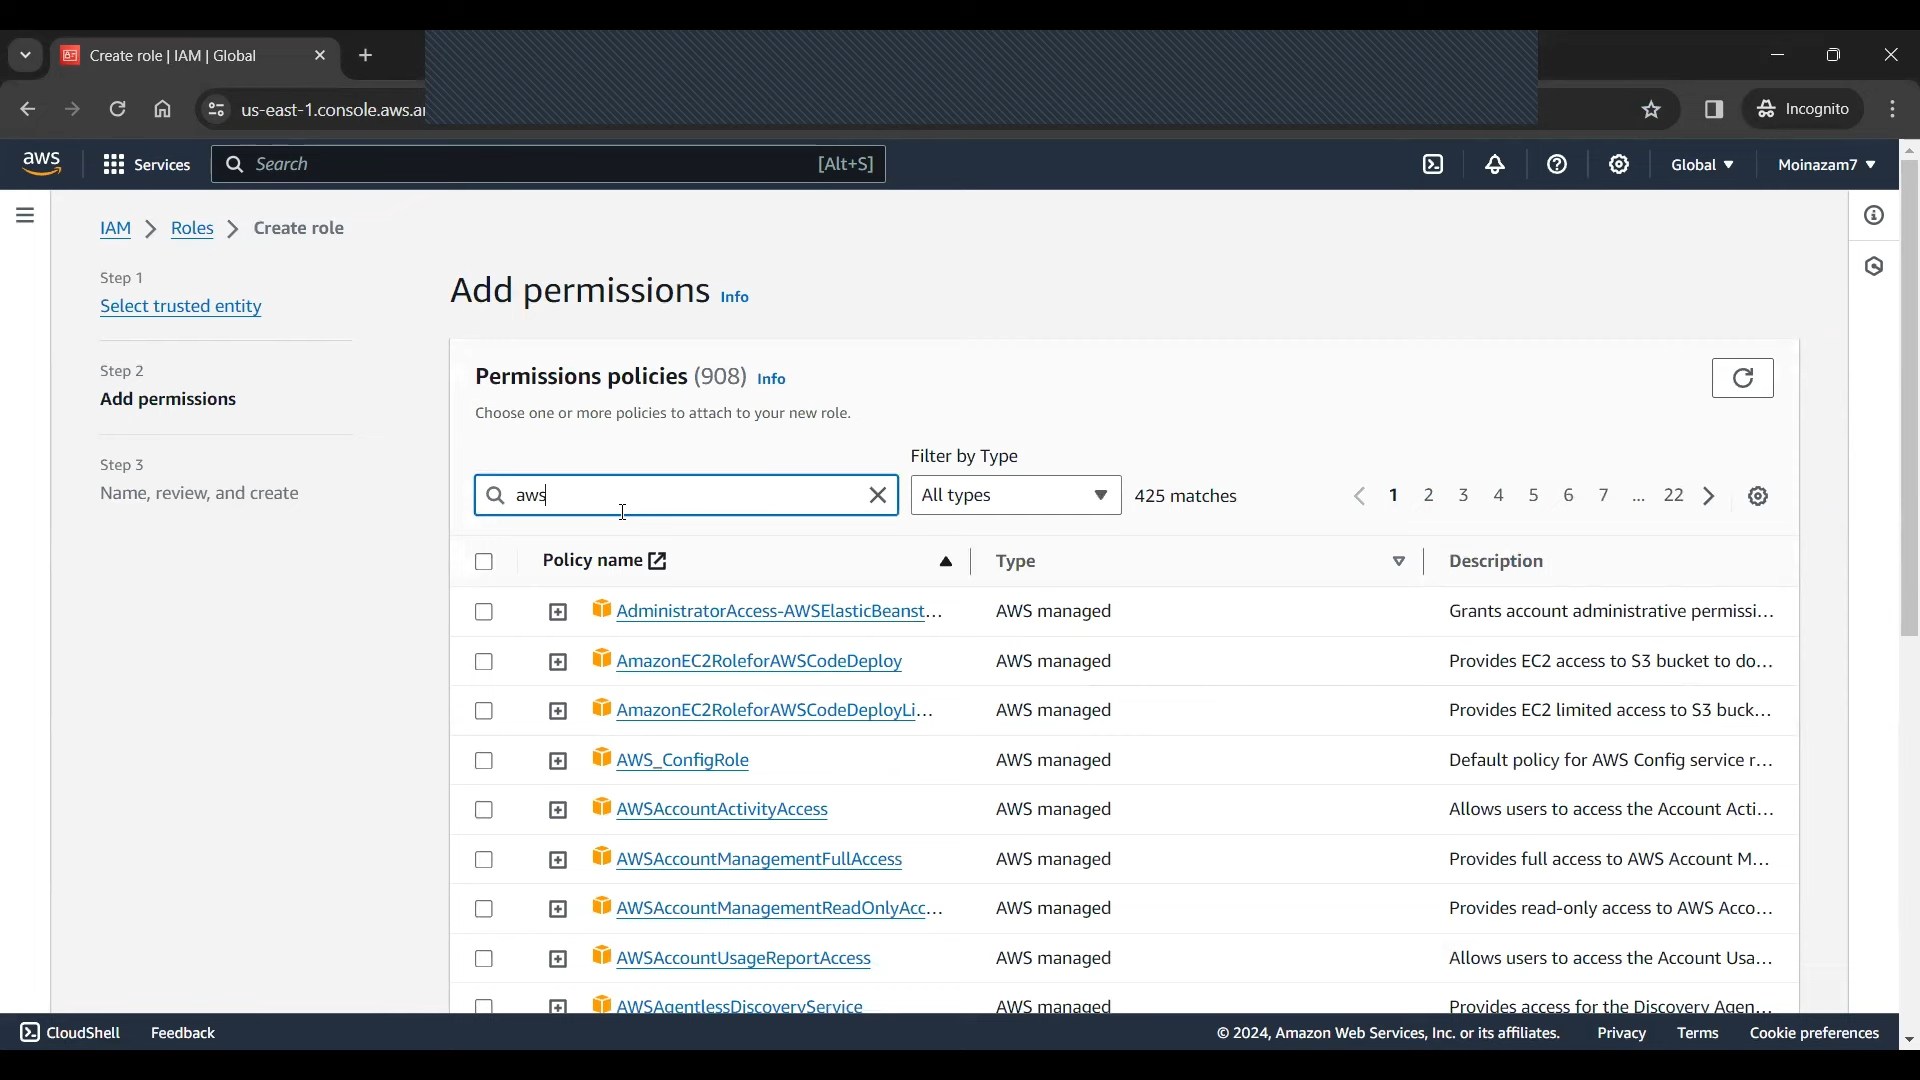 Create role | IAM | Global
us-east-1.console.aws.a
Incognito
aws
Services
Search
[Alt+S]
Global
Moinazam7
IAM
Roles
Create role
Step 1
Select trusted entity
Step 2
Add permissions
Step 3
Name, review, and create
Add permissions Info
Permissions policies (908) Info
Choose one or more policies to attach to your new role.
Filter by Type
aws
All types
425 matches
1 2 3 4 5 6 7 ... 22
Policy name Type Description
AdministratorAccess-AWSElasticBeanst... AWS managed Grants account administrative permissi...
AmazonEC2RoleforAWSCodeDeploy AWS managed Provides EC2 access to S3 bucket to do...
AmazonEC2RoleforAWSCodeDeployLi... AWS managed Provides EC2 limited access to S3 buck...
AWS_ConfigRole AWS managed Default policy for AWS Config service r...
AWSAccountActivityAccess AWS managed Allows users to access the Account Acti...
AWSAccountManagementFullAccess AWS managed Provides full access to AWS Account M...
AWSAccountManagementReadOnlyAcc... AWS managed Provides read-only access to AWS Acco...
AWSAccountUsageReportAccess AWS managed Allows users to access the Account Usa...
AWSAgentlessDiscoveryService AWS managed Provides access for the Discovery Agen...
CloudShell Feedback © 2024, Amazon Web Services, Inc. or its affiliates. Privacy Terms Cookie preferences